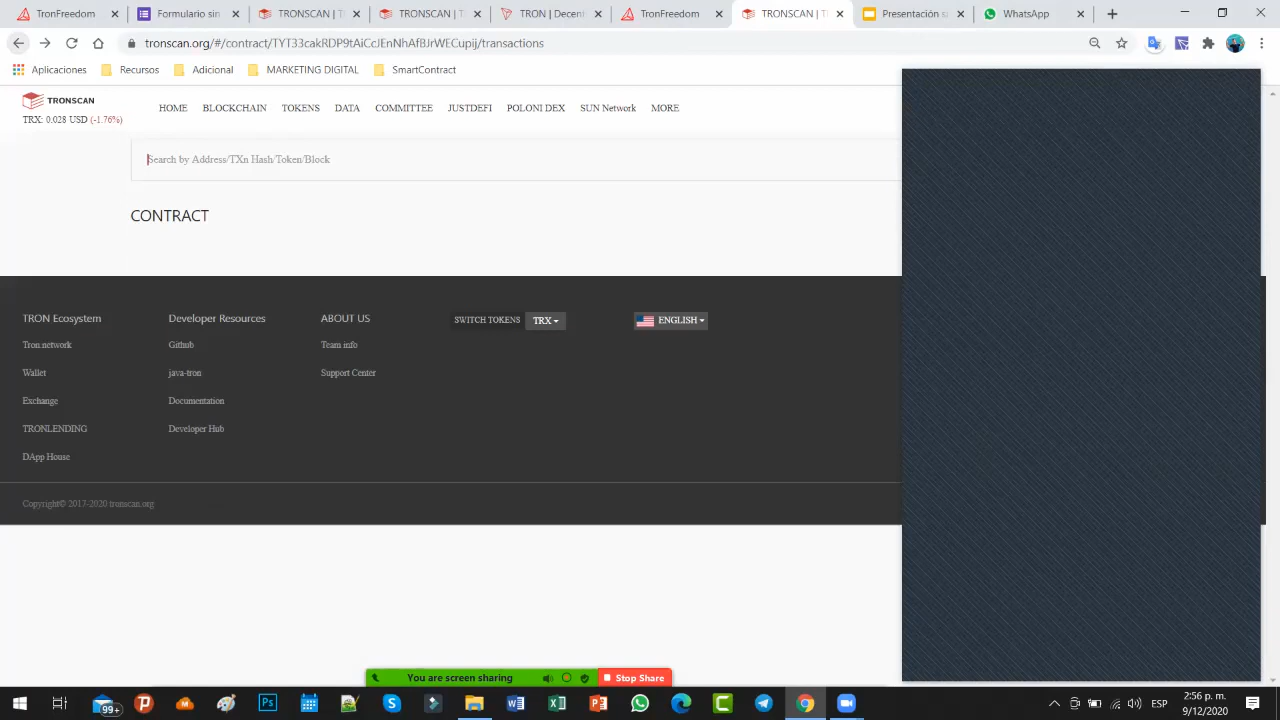 TronFreedom sin
TRONSCAN | T
TRONSCAN | T
TRON | Decent
TronFreedom
TRONSCAN | T
Presentación s
WhatsApp
tronscan.org/#/contract/TYT33cakRDP9tAiCcJEnNhAfBJrWECupij/transactions
Aplicaciones
Recursos
Adicional
MARKETING DIGITAL
SmartContract
TRONSCAN
TRX: 0.028 USD (-1.76%)
HOME
BLOCKCHAIN
TOKENS
DATA
COMMITTEE
JUSTDEFI
POLONI DEX
SUN Network
MORE
Search by Address/TXn Hash/Token/Block
CONTRACT
TRON Ecosystem
Developer Resources
ABOUT US
SWITCH TOKENS
TRX
ENGLISH
Tron.network
Github
Team info
Wallet
java-tron
Support Center
Exchange
Documentation
TRONLENDING
Developer Hub
DApp House
Copyright© 2017-2020 tronscan.org
You are screen sharing
Stop Share
99+
ESP
2:56 p. m.
9/12/2020